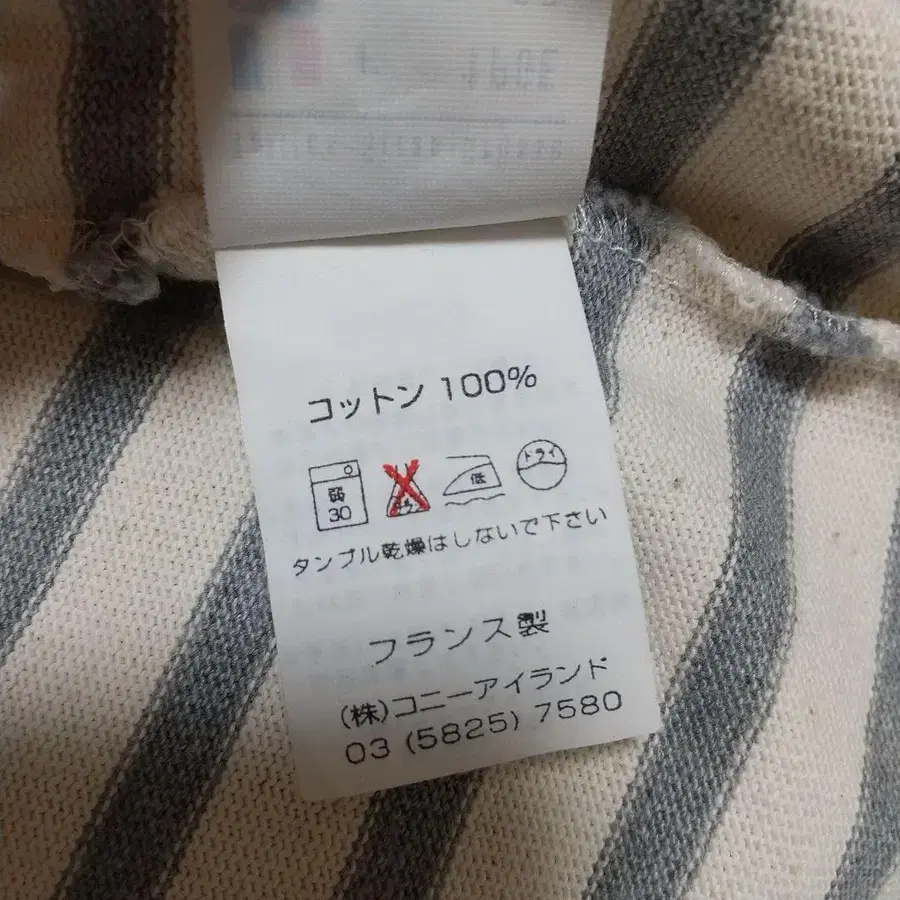 コットン 100%
弱
30
低
ドライ
タンブル乾燥はしないで下さい
フランス製
(株)コニーアイランド
03 (5825) 7580